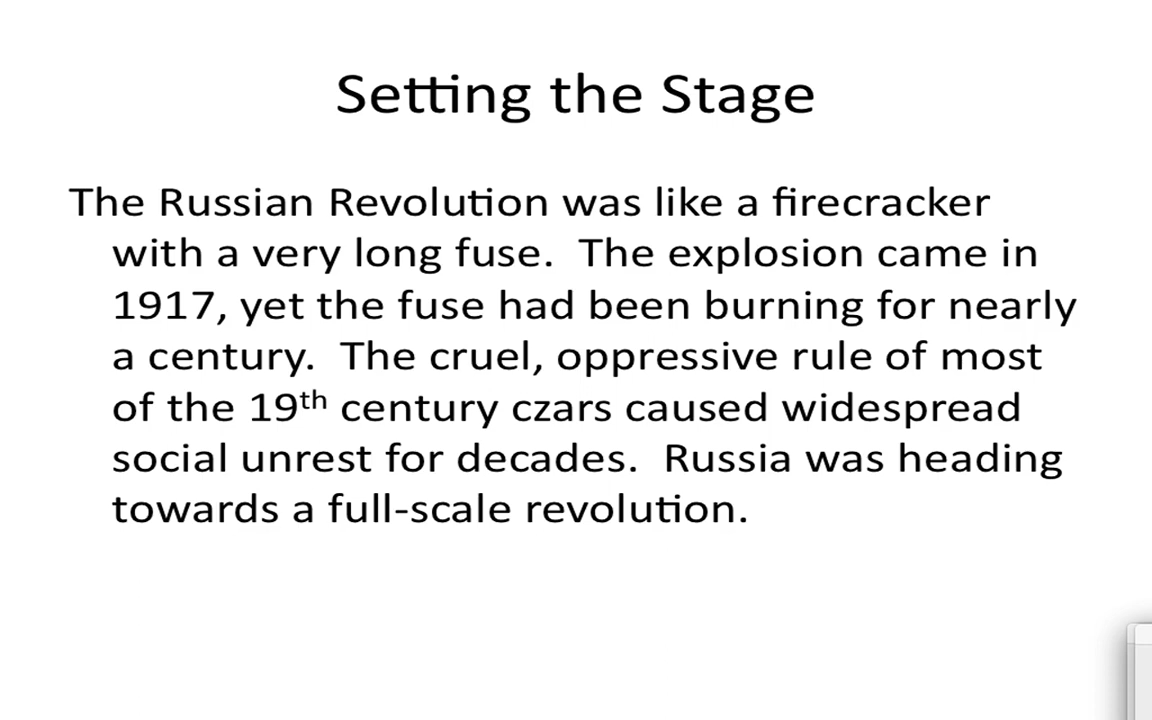 Setting the Stage
The Russian Revolution was like a firecracker
with a very long fuse.  The explosion came in
1917, yet the fuse had been burning for nearly
a century.  The cruel, oppressive rule of most
of the 19th century czars caused widespread
social unrest for decades.  Russia was heading
towards a full-scale revolution.